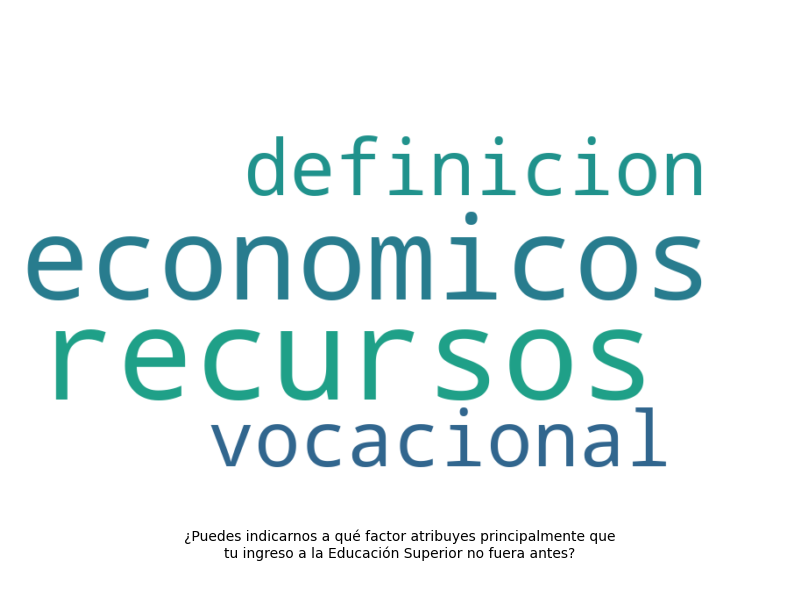 definicion
economicos
recursos
vocacional
¿Puedes indicarnos a qué factor atribuyes principalmente que
tu ingreso a la Educación Superior no fuera antes?